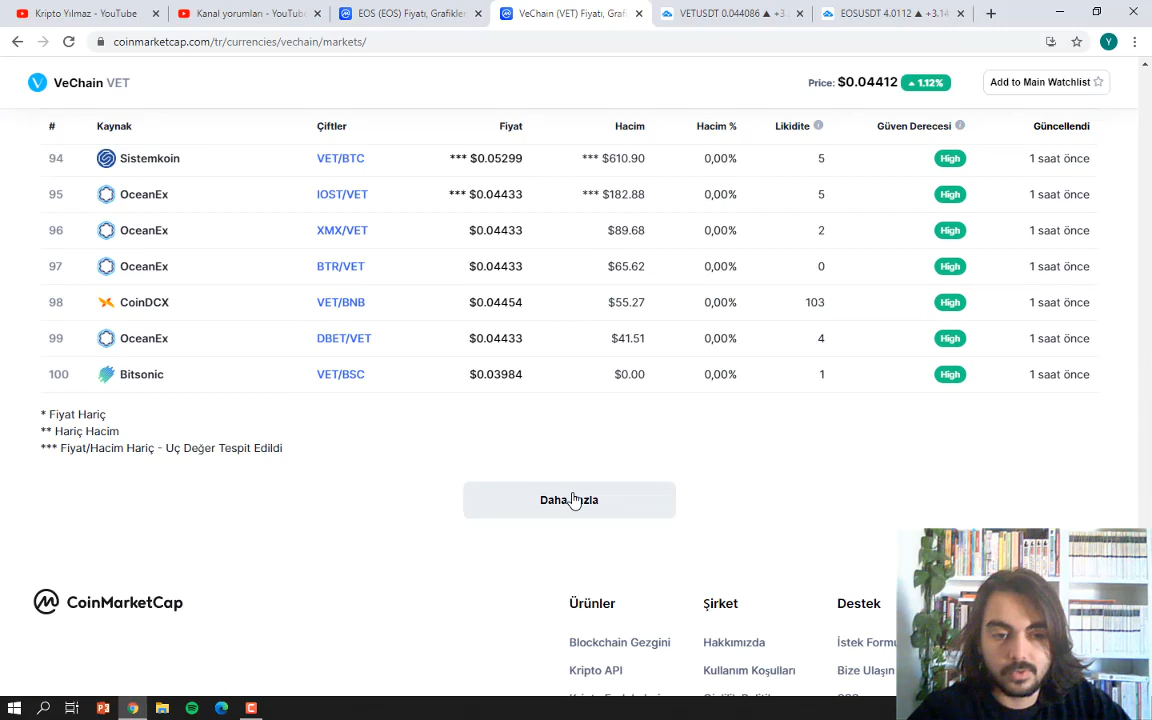 Kripto Yılmaz - YouTube
Kanal yorumları - YouTube
EOS (EOS) Fiyatı, Grafikler
VeChain (VET) Fiyatı, Grafi
VETUSDT 0.044086 ▲ +3.
EOSUSDT 4.0112 ▲ +3.14
coinmarketcap.com/tr/currencies/vechain/markets/
Y
VeChain VET
Price: $0.04412 1.12%
Add to Main Watchlist
# Kaynak Çiftler Fiyat Hacim Hacim % Likidite Güven Derecesi Güncellendi
94 Sistemkoin VET/BTC *** $0.05299 *** $610.90 0,00% 5 High 1 saat önce
95 OceanEx IOST/VET *** $0.04433 *** $182.88 0,00% 5 High 1 saat önce
96 OceanEx XMX/VET $0.04433 $89.68 0,00% 2 High 1 saat önce
97 OceanEx BTR/VET $0.04433 $65.62 0,00% 0 High 1 saat önce
98 CoinDCX VET/BNB $0.04454 $55.27 0,00% 103 High 1 saat önce
99 OceanEx DBET/VET $0.04433 $41.51 0,00% 4 High 1 saat önce
100 Bitsonic VET/BSC $0.03984 $0.00 0,00% 1 High 1 saat önce
* Fiyat Hariç
** Hariç Hacim
*** Fiyat/Hacim Hariç - Uç Değer Tespit Edildi
Daha
CoinMarketCap
Ürünler Şirket Destek
Blockchain Gezgini Hakkımızda İstek Formu
Kripto API Kullanım Koşulları Bize Ulaşın